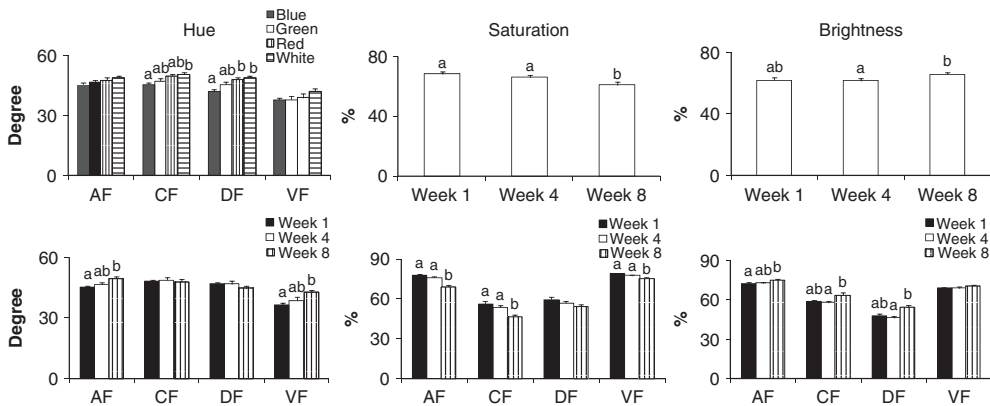 Hue
Blue
Green
Red
White
Degree
60
30
0
a ab ab b
a ab b b
AF CF DF VF
Saturation
%
80
40
0
a a b
Week 1 Week 4 Week 8
Brightness
%
80
40
0
ab a b
Week 1 Week 4 Week 8
Week 1
Week 4
Week 8
Degree
60
30
0
a ab b
a ab b
AF CF DF VF
Week 1
Week 4
Week 8
%
90
60
30
0
a a b
a a b
a a b
AF CF DF VF
Week 1
Week 4
Week 8
%
90
60
30
0
a ab b
ab a b
ab a b
AF CF DF VF